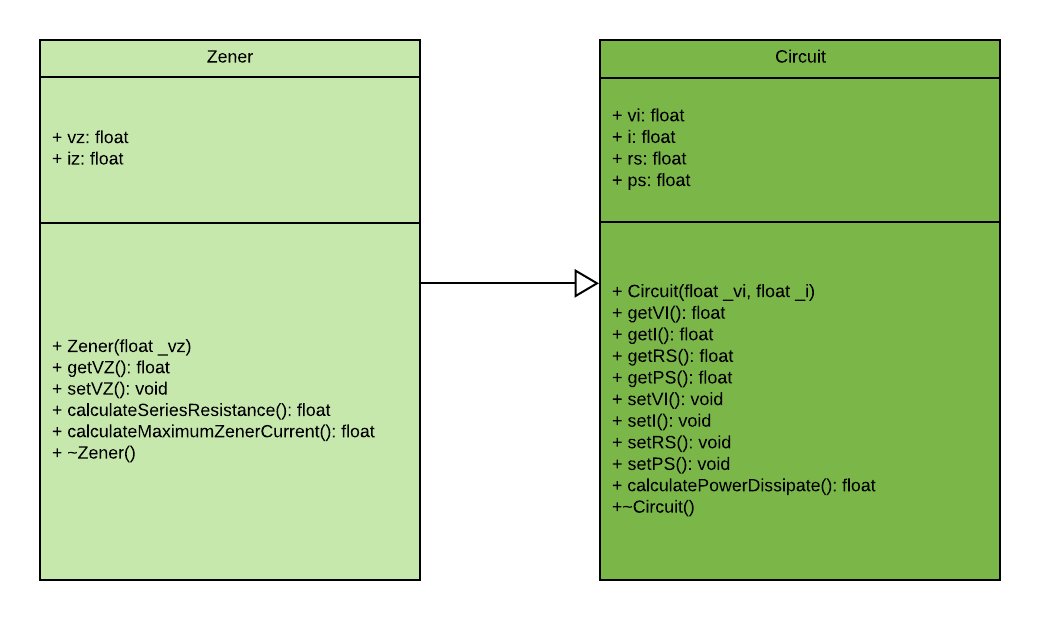 Zener
+ vz: float
+ iz: float
+ Zener(float _vz)
+ getVZ(): float
+ setVZ(): void
+ calculateSeriesResistance(): float
+ calculateMaximumZenerCurrent(): float
+ ~Zener()
Circuit
+ vi: float
+ i: float
+ rs: float
+ ps: float
+ Circuit(float _vi, float _i)
+ getVI(): float
+ getI(): float
+ getRS(): float
+ getPS(): float
+ setVI(): void
+ setI(): void
+ setRS(): void
+ setPS(): void
+ calculatePowerDissipate(): float
+~Circuit()